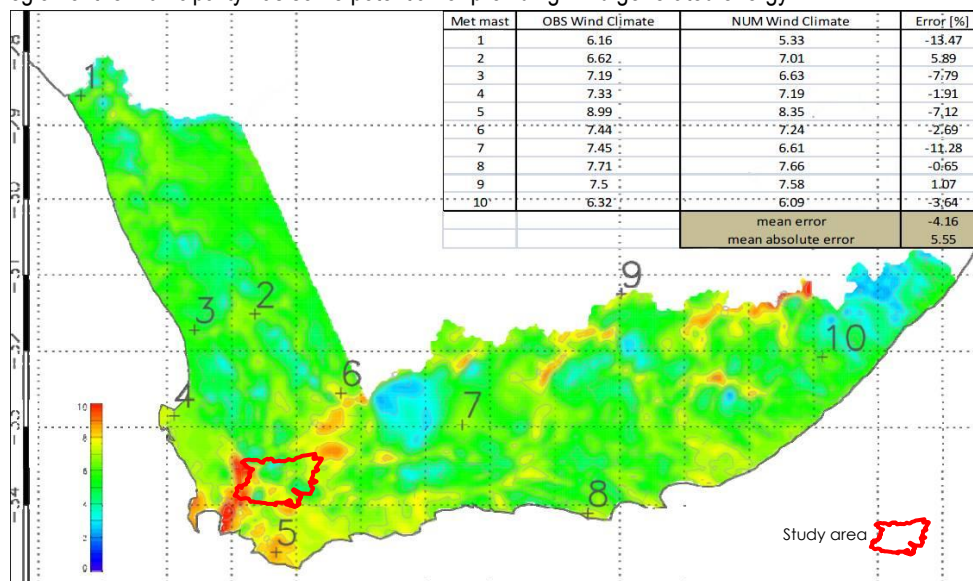 Met mast OBS Wind Climate NUM Wind Climate Error [%]
1 6.16 5.33 -13.47
2 6.62 7.01 5.89
3 7.19 6.63 -7.79
4 7.33 7.19 -1.91
5 8.99 8.35 -7.12
6 7.44 7.24 -2.69
7 7.45 6.61 -11.28
8 7.71 7.66 -0.65
9 7.5 7.58 1.07
10 6.32 6.09 -3.64
mean error -4.16
mean absolute error 5.55
1
9
3 2
10
6
4
7
10
8
6
4
2
0
8
5
Study area